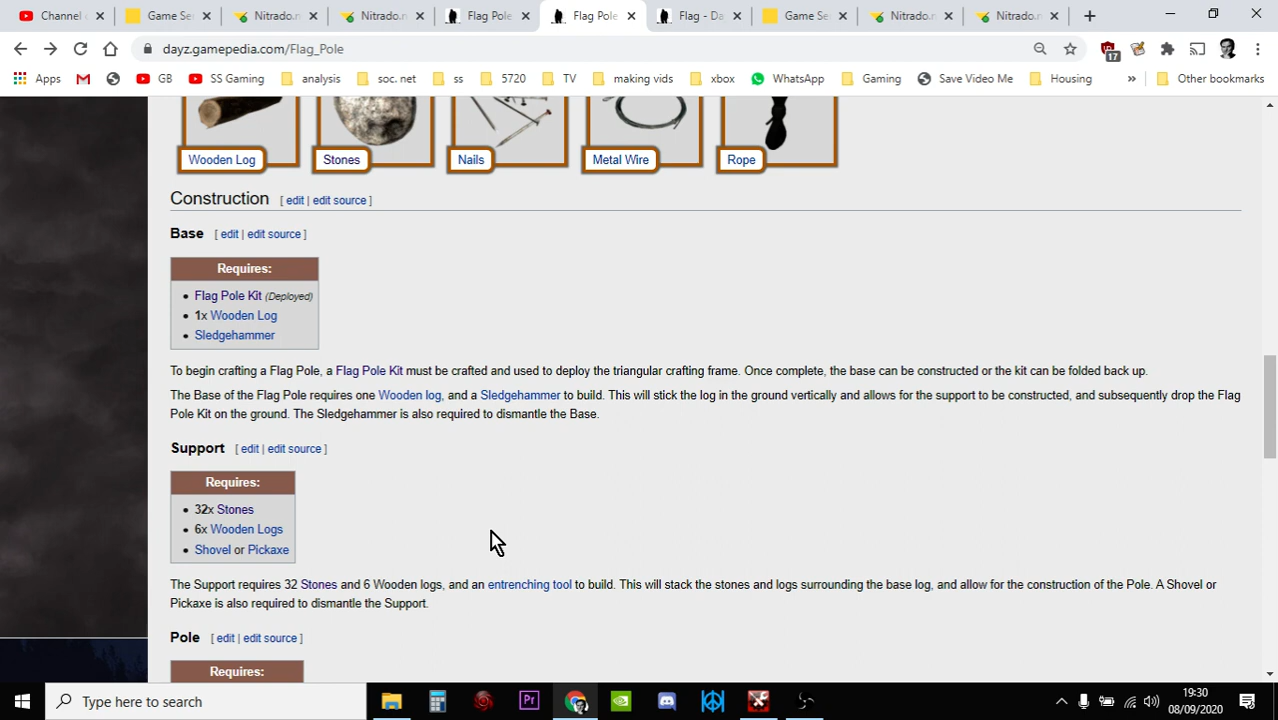 Channel
Game Se
Nitrado.n
Nitrado.n
Flag Pole
Flag Pole
Flag - Da
Game Se
Nitrado.n
Nitrado.n
dayz.gamepedia.com/Flag_Pole
17
Apps
GB
SS Gaming
analysis
soc. net
ss
5720
TV
making vids
xbox
WhatsApp
Gaming
Save Video Me
Housing
»
Other bookmarks
Wooden Log
Stones
Nails
Metal Wire
Rope
Construction [ edit | edit source ]
Base [ edit | edit source ]
Requires:
• Flag Pole Kit (Deployed)
• 1x Wooden Log
• Sledgehammer
To begin crafting a Flag Pole, a Flag Pole Kit must be crafted and used to deploy the triangular crafting frame. Once complete, the base can be constructed or the kit can be folded back up.
The Base of the Flag Pole requires one Wooden log, and a Sledgehammer to build. This will stick the log in the ground vertically and allows for the support to be constructed, and subsequently drop the Flag
Pole Kit on the ground. The Sledgehammer is also required to dismantle the Base.
Support [ edit | edit source ]
Requires:
• 32x Stones
• 6x Wooden Logs
• Shovel or Pickaxe
The Support requires 32 Stones and 6 Wooden logs, and an entrenching tool to build. This will stack the stones and logs surrounding the base log, and allow for the construction of the Pole. A Shovel or
Pickaxe is also required to dismantle the Support.
Pole [ edit | edit source ]
Requires:
Type here to search
Pr
19:30
08/09/2020